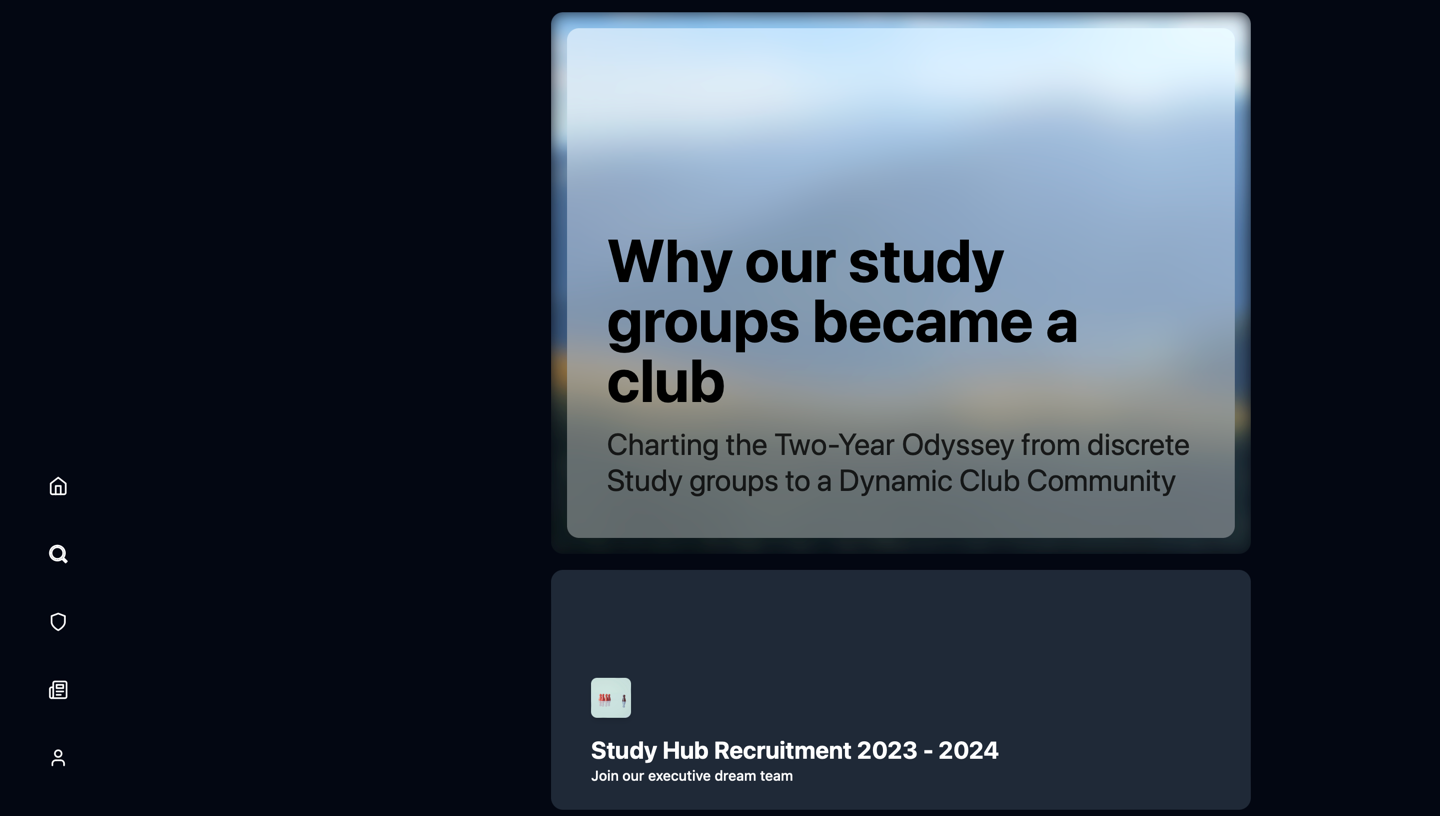 Why our study
groups became a
club
Charting the Two-Year Odyssey from discrete
Study groups to a Dynamic Club Community
Study Hub Recruitment 2023 - 2024
Join our executive dream team